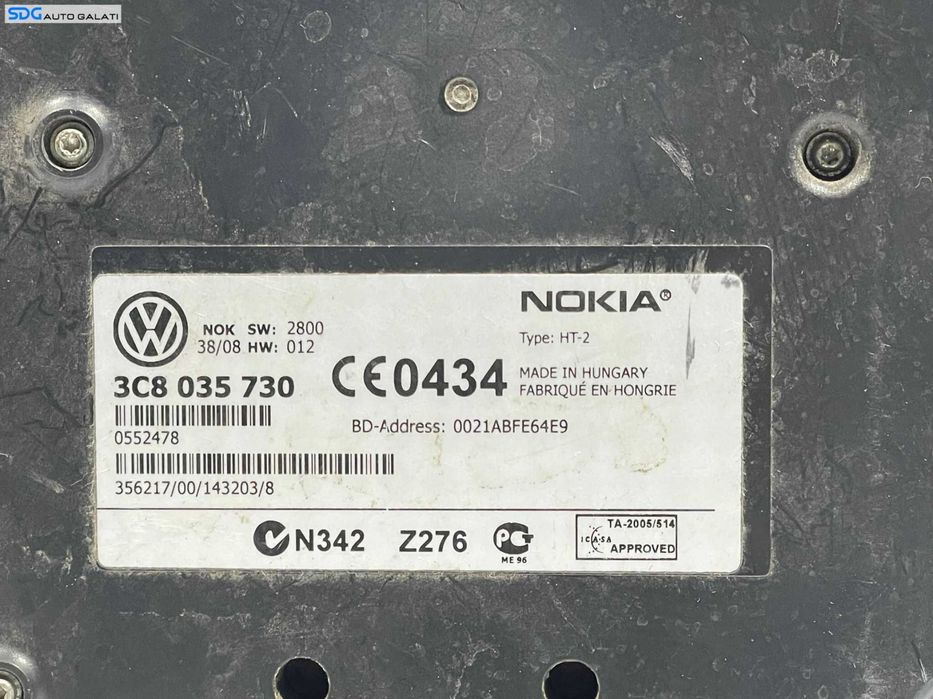 SDG AUTO GALATI
NOK SW: 2800
38/08 HW: 012
3C8 035 730
0552478
356217/00/143203/8
NOKIA®
Type: HT-2
CE0434
MADE IN HUNGARY
FABRIQUÉ EN HONGRIE
BD-Address: 0021ABFE64E9
N342
Z276
PG
ME 96
TA-2005/514
ICASA
APPROVED